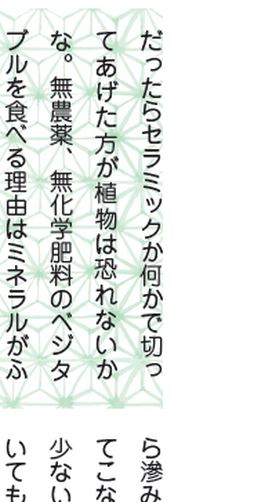 だったらセラミックか何かで切っ
てあげた方が植物は恐れないか
な。無農薬、無化学肥料のベジタ
ブルを食べる理由はミネラルがふ
ら滲み
てこな
少ない
いても